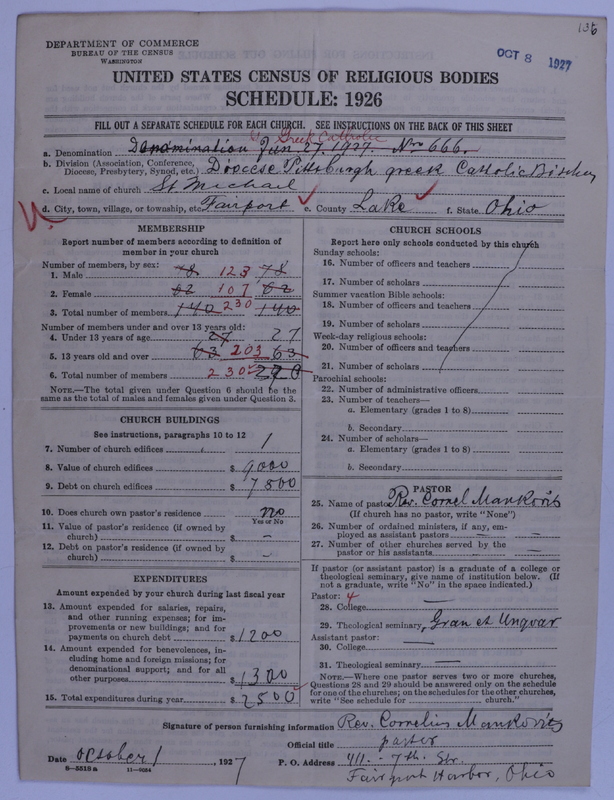 136
DEPARTMENT OF COMMERCE
BUREAU OF THE CENSUS
WASHINGTON
OCT 8 1927
UNITED STATES CENSUS OF RELIGIOUS BODIES
SCHEDULE: 1926
FILL OUT A SEPARATE SCHEDULE FOR EACH CHURCH. SEE INSTRUCTIONS ON THE BACK OF THIS SHEET
Greek Catholic
a. Denomination Denomination Jun 27. 1927. Nro 666.
b. Division (Association, Conference, Diocese, Presbytery, Synod, etc.) Diocese Pittsburgh greek Catholic Bishop
c. Local name of church St Michael
d. City, town, village, or township, etc. Fairport e. County Lake f. State Ohio
MEMBERSHIP
Report number of members according to definition of member in your church
Number of members, by sex:
1. Male 78 123 78
2. Female 62 107 62
3. Total number of members 140 230 140
Number of members under and over 13 years old:
4. Under 13 years of age 27 27
5. 13 years old and over 63 203 63
6. Total number of members 230
NOTE.—The total given under Question 6 should be the same as the total of males and females given under Question 3.
CHURCH BUILDINGS
See instructions, paragraphs 10 to 12
7. Number of church edifices 1
8. Value of church edifices $ 9000
9. Debt on church edifices $ 7500
10. Does church own pastor's residence no
Yes or No
11. Value of pastor's residence (if owned by church) $ -
12. Debt on pastor's residence (if owned by church) $ -
EXPENDITURES
Amount expended by your church during last fiscal year
13. Amount expended for salaries, repairs, and other running expenses; for improvements or new buildings; and for payments on church debt $ 1200
14. Amount expended for benevolences, including home and foreign missions; for denominational support; and for all other purposes $ 1300
15. Total expenditures during year $ 2500
CHURCH SCHOOLS
Report here only schools conducted by this church
Sunday schools:
16. Number of officers and teachers
17. Number of scholars
Summer vacation Bible schools:
18. Number of officers and teachers
19. Number of scholars
Week-day religious schools:
20. Number of officers and teachers
21. Number of scholars
Parochial schools:
22. Number of administrative officers
23. Number of teachers—
a. Elementary (grades 1 to 8)
b. Secondary
24. Number of scholars—
a. Elementary (grades 1 to 8)
b. Secondary
PASTOR
25. Name of pastor Rev. Cornel Mankovits
(If church has no pastor, write "None")
26. Number of ordained ministers, if any, employed as assistant pastors —
27. Number of other churches served by the pastor or his assistants —
If pastor (or assistant pastor) is a graduate of a college or theological seminary, give name of institution below. (If not a graduate, write "No" in the space indicated.)
Pastor: 4
28. College —
29. Theological seminary Gran et Ungvar
Assistant pastor: —
30. College —
31. Theological seminary —
NOTE.—Where one pastor serves two or more churches, Questions 28 and 29 should be answered only on the schedule for one of the churches; on the schedules for the other churches, write "See schedule for church."
Signature of person furnishing information Rev. Cornelius Mankovits
Official title pastor
Date October 1, 1927 P. O. Address 411.- 7th. Str.
8—5518 a 11—9024 Fairport Harbor, Ohio